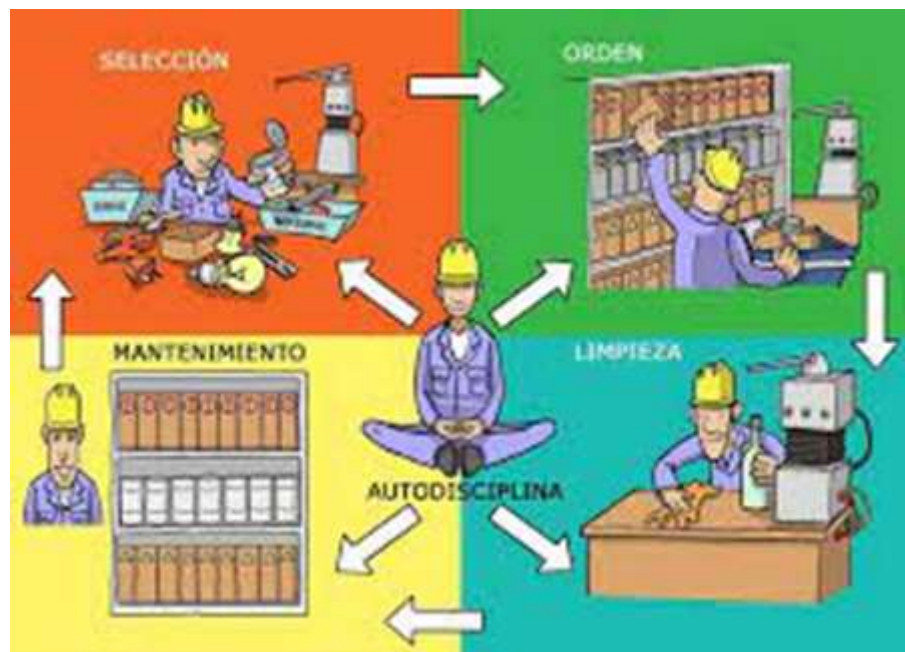 SELECCIÓN
ORDEN
MANTENIMIENTO
LIMPIEZA
AUTODISCIPLINA